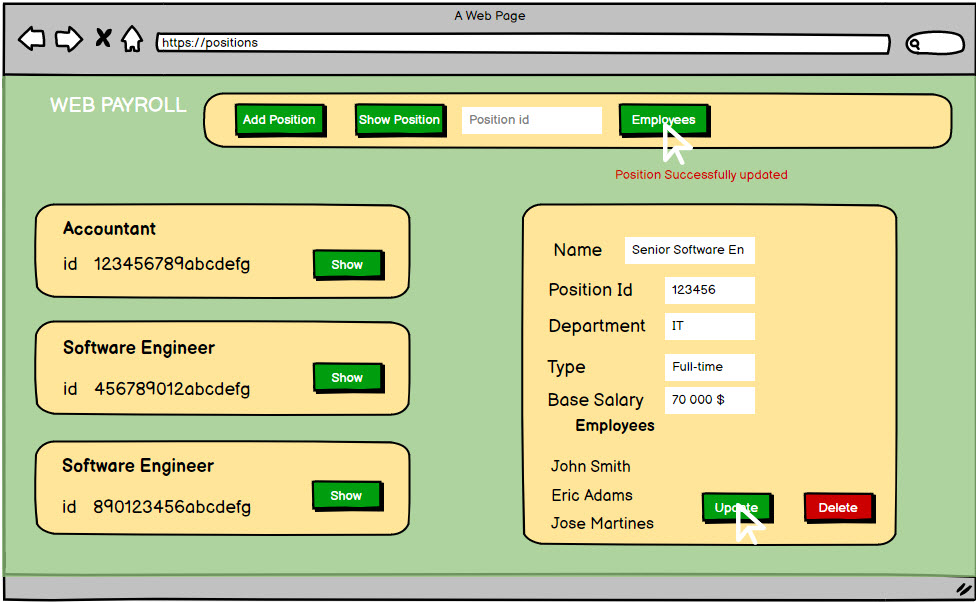 A Web Page
https://positions
WEB PAYROLL
Add Position
Show Position
Position id
Employees
Position Successfully updated
Accountant
id 123456789abcdefg
Show
Software Engineer
id 456789012abcdefg
Show
Software Engineer
id 890123456abcdefg
Show
Name Senior Software En
Position Id 123456
Department IT
Type Full-time
Base Salary 70 000 $
Employees
John Smith
Eric Adams
Jose Martines
Update
Delete